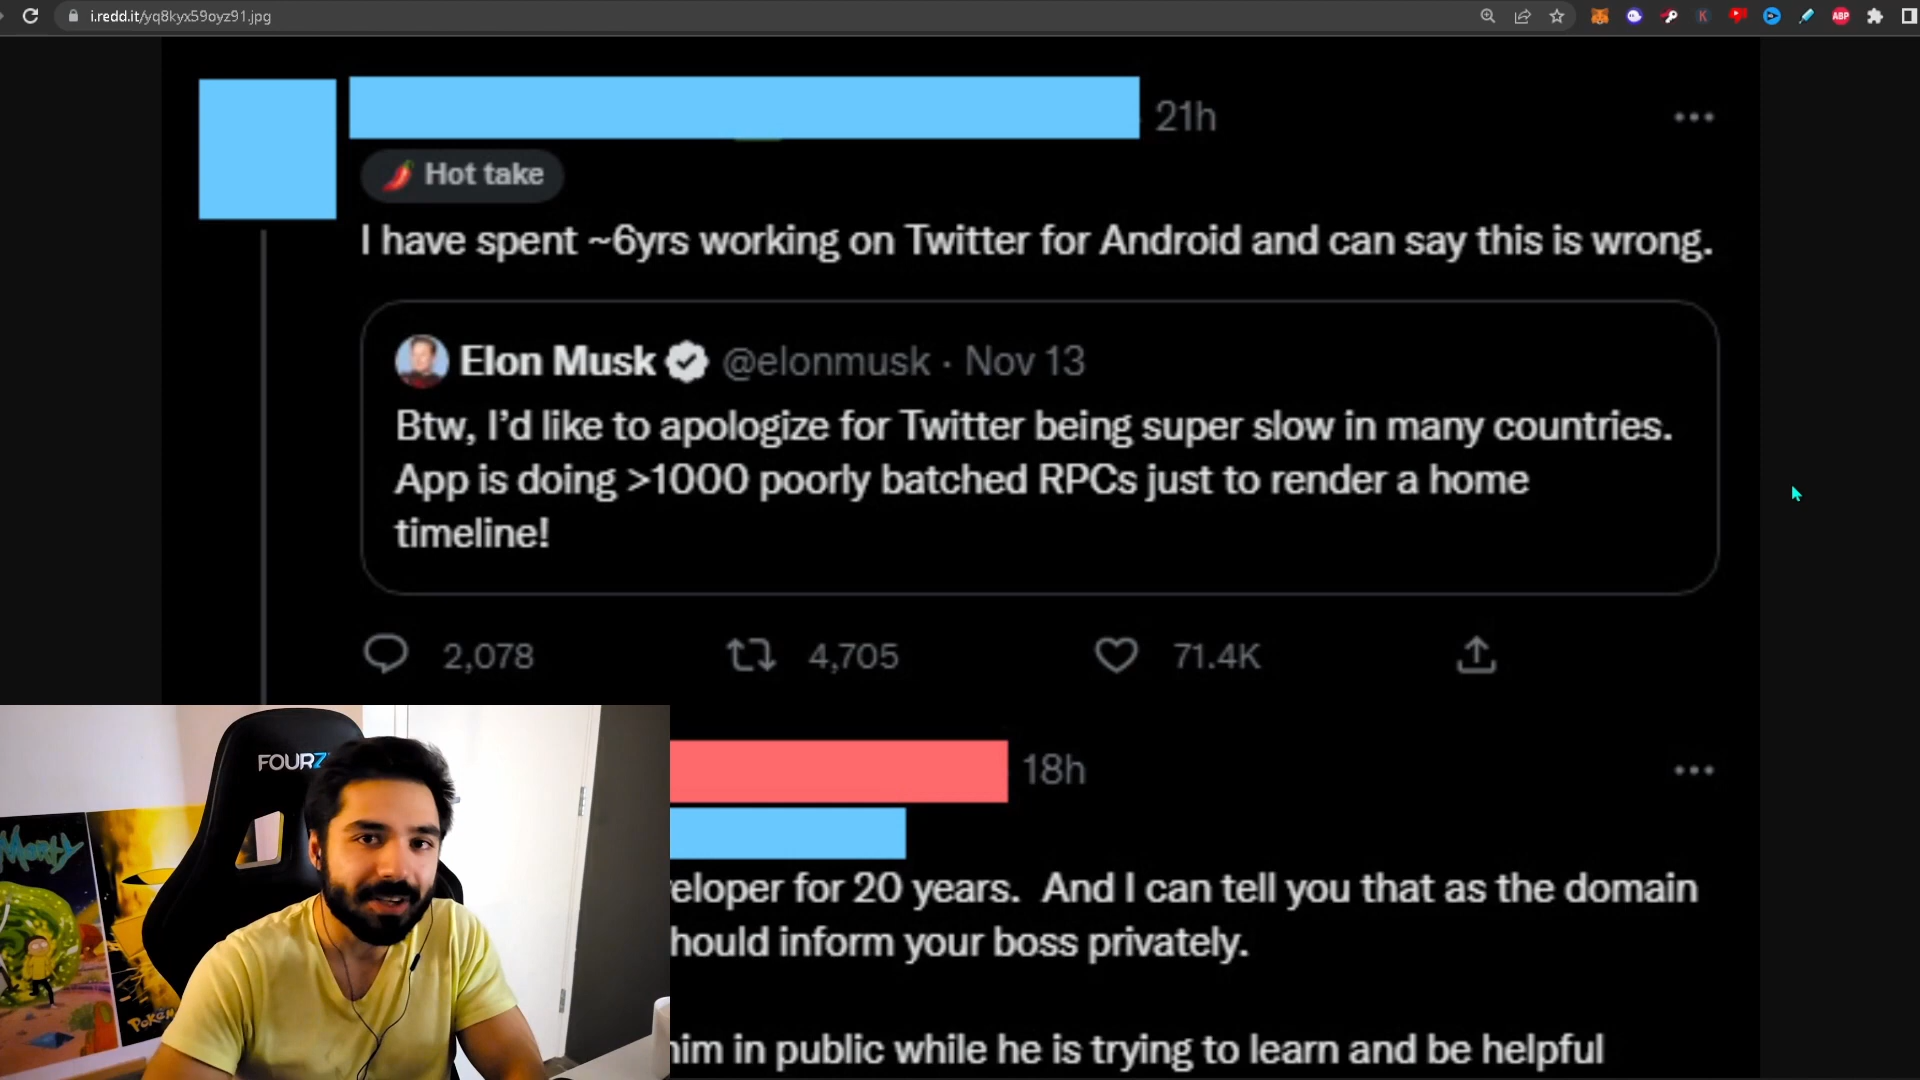 i.redd.it/yq8kyx59oyz91.jpg
ABP
21h
Hot take
I have spent ~6yrs working on Twitter for Android and can say this is wrong.
Elon Musk @elonmusk · Nov 13
Btw, I’d like to apologize for Twitter being super slow in many countries.
App is doing >1000 poorly batched RPCs just to render a home
timeline!
2,078 4,705 71.4K
18h
eloper for 20 years. And I can tell you that as the domain
hould inform your boss privately.
him in public while he is trying to learn and be helpful
FOURZ
Morty
POKéM